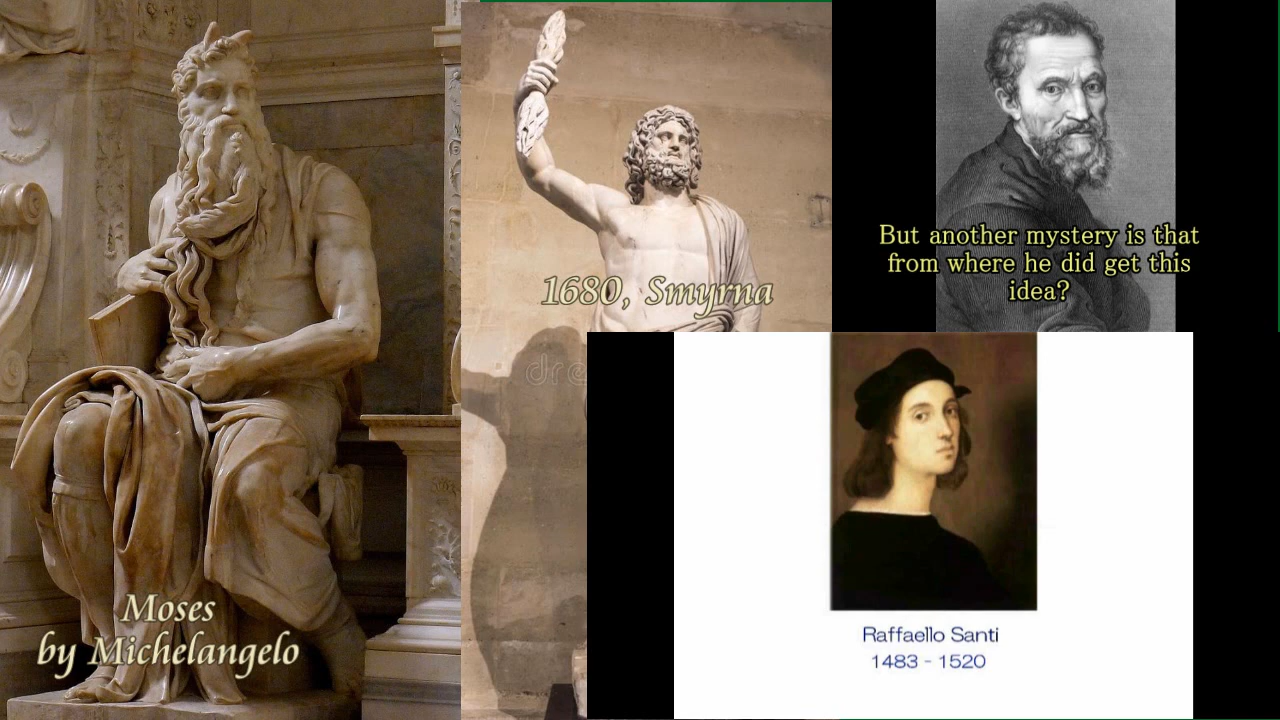 Moses
by Michelangelo
1680, Smyrna
But another mystery is that
from where he did get this
idea?
dre
Raffaello Santi
1483 - 1520